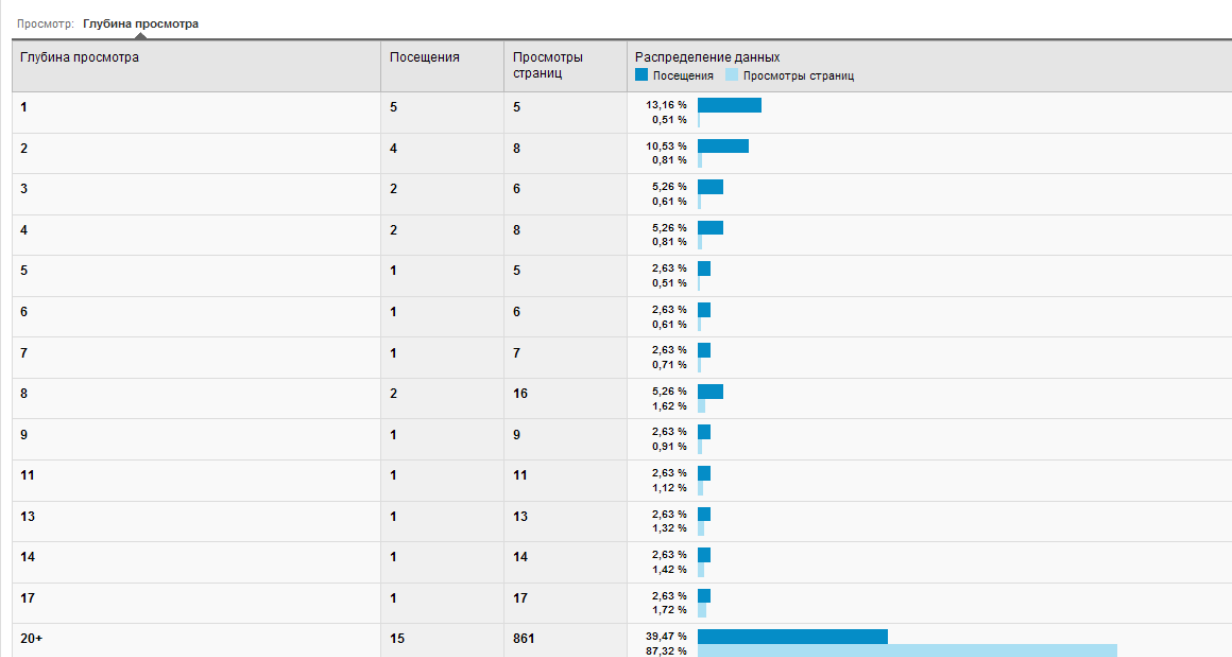 Просмотр: Глубина просмотра
Глубина просмотра Посещения Просмотры страниц Распределение данных
Посещения Просмотры страниц
1 5 5 13,16 % 0,51 %
2 4 8 10,53 % 0,81 %
3 2 6 5,26 % 0,61 %
4 2 8 5,26 % 0,81 %
5 1 5 2,63 % 0,51 %
6 1 6 2,63 % 0,61 %
7 1 7 2,63 % 0,71 %
8 2 16 5,26 % 1,62 %
9 1 9 2,63 % 0,91 %
11 1 11 2,63 % 1,12 %
13 1 13 2,63 % 1,32 %
14 1 14 2,63 % 1,42 %
17 1 17 2,63 % 1,72 %
20+ 15 861 39,47 % 87,32 %